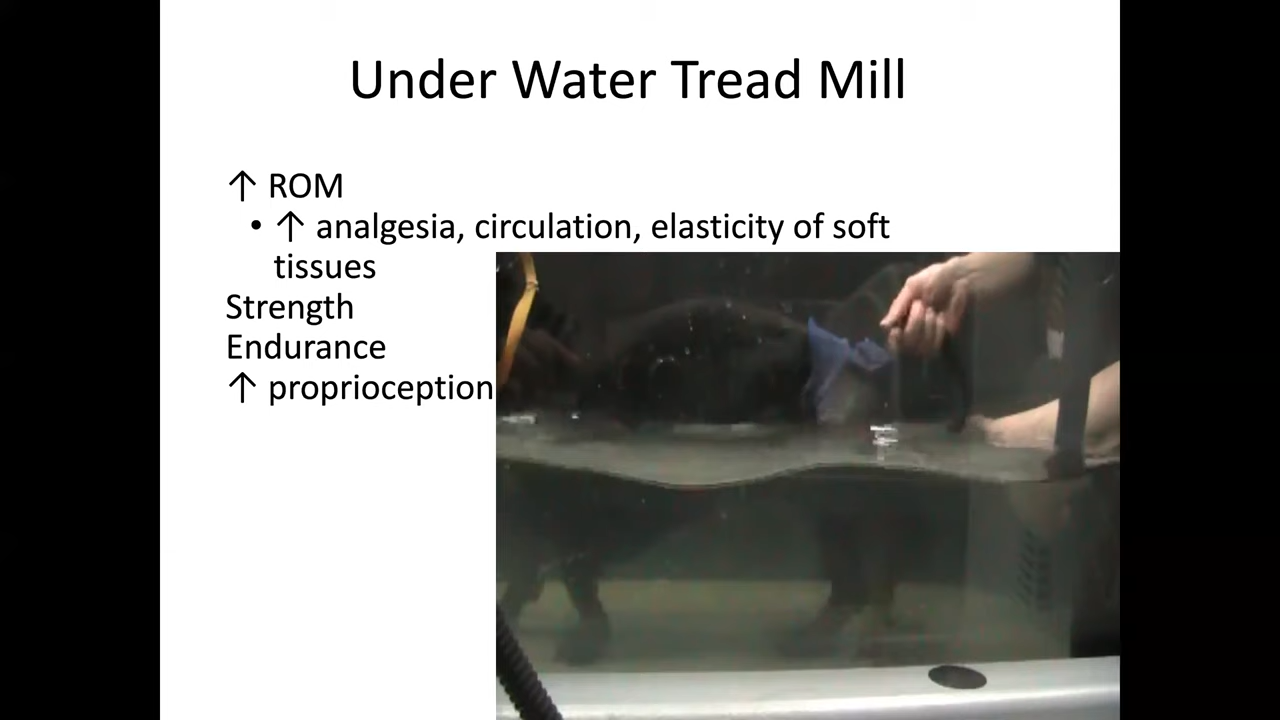 Under Water Tread Mill
↑ ROM
• ↑ analgesia, circulation, elasticity of soft
tissues
Strength
Endurance
↑ proprioception